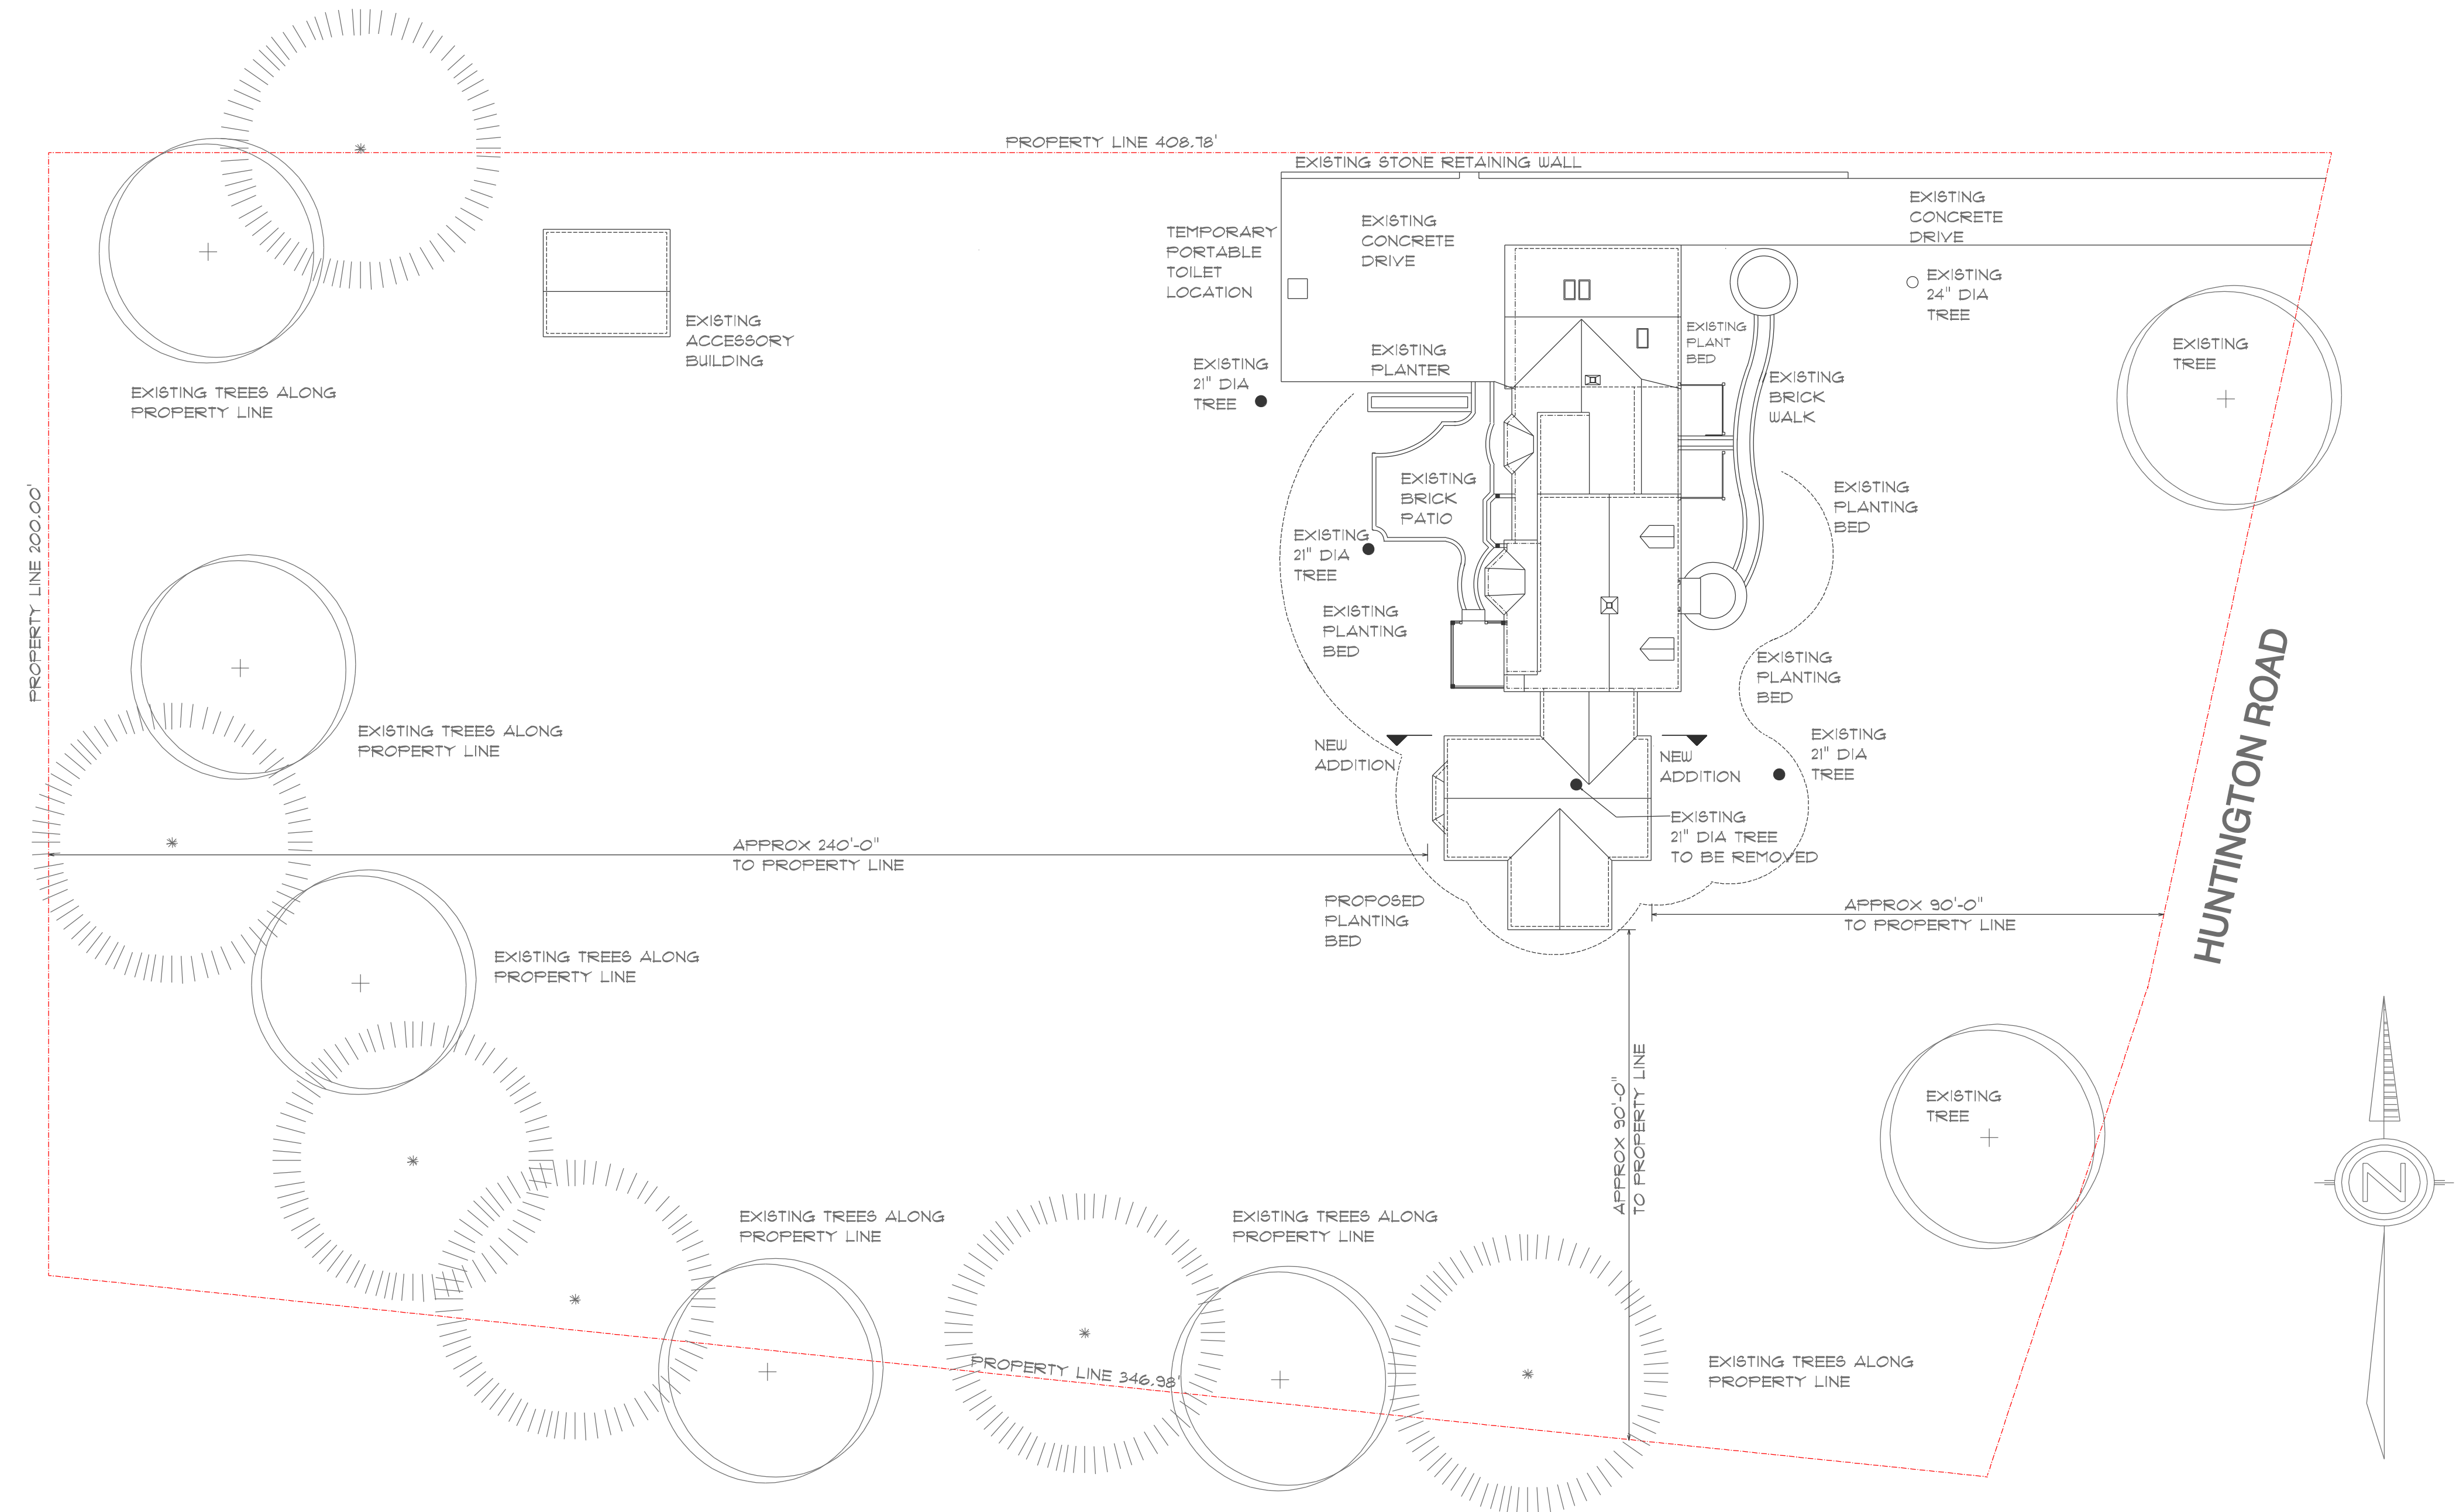 PROPERTY LINE 408.78'
EXISTING STONE RETAINING WALL
EXISTING
CONCRETE
DRIVE
TEMPORARY
PORTABLE
TOILET
LOCATION
EXISTING
CONCRETE
DRIVE
EXISTING
24" DIA
TREE
EXISTING
ACCESSORY
BUILDING
EXISTING
PLANT
BED
EXISTING
TREE
EXISTING
PLANTER
EXISTING
21" DIA
TREE
EXISTING
BRICK
WALK
EXISTING TREES ALONG
PROPERTY LINE
PROPERTY LINE 200.00'
EXISTING
BRICK
PATIO
EXISTING
PLANTING
BED
EXISTING
21" DIA
TREE
EXISTING
PLANTING
BED
EXISTING
PLANTING
BED
HUNTINGTON ROAD
EXISTING TREES ALONG
PROPERTY LINE
NEW
ADDITION
NEW
ADDITION
EXISTING
21" DIA
TREE
EXISTING
21" DIA TREE
TO BE REMOVED
APPROX 240'-0"
TO PROPERTY LINE
PROPOSED
PLANTING
BED
APPROX 90'-0"
TO PROPERTY LINE
EXISTING TREES ALONG
PROPERTY LINE
APPROX 90'-0"
TO PROPERTY LINE
EXISTING
TREE
N
EXISTING TREES ALONG
PROPERTY LINE
EXISTING TREES ALONG
PROPERTY LINE
PROPERTY LINE 346.98'
EXISTING TREES ALONG
PROPERTY LINE